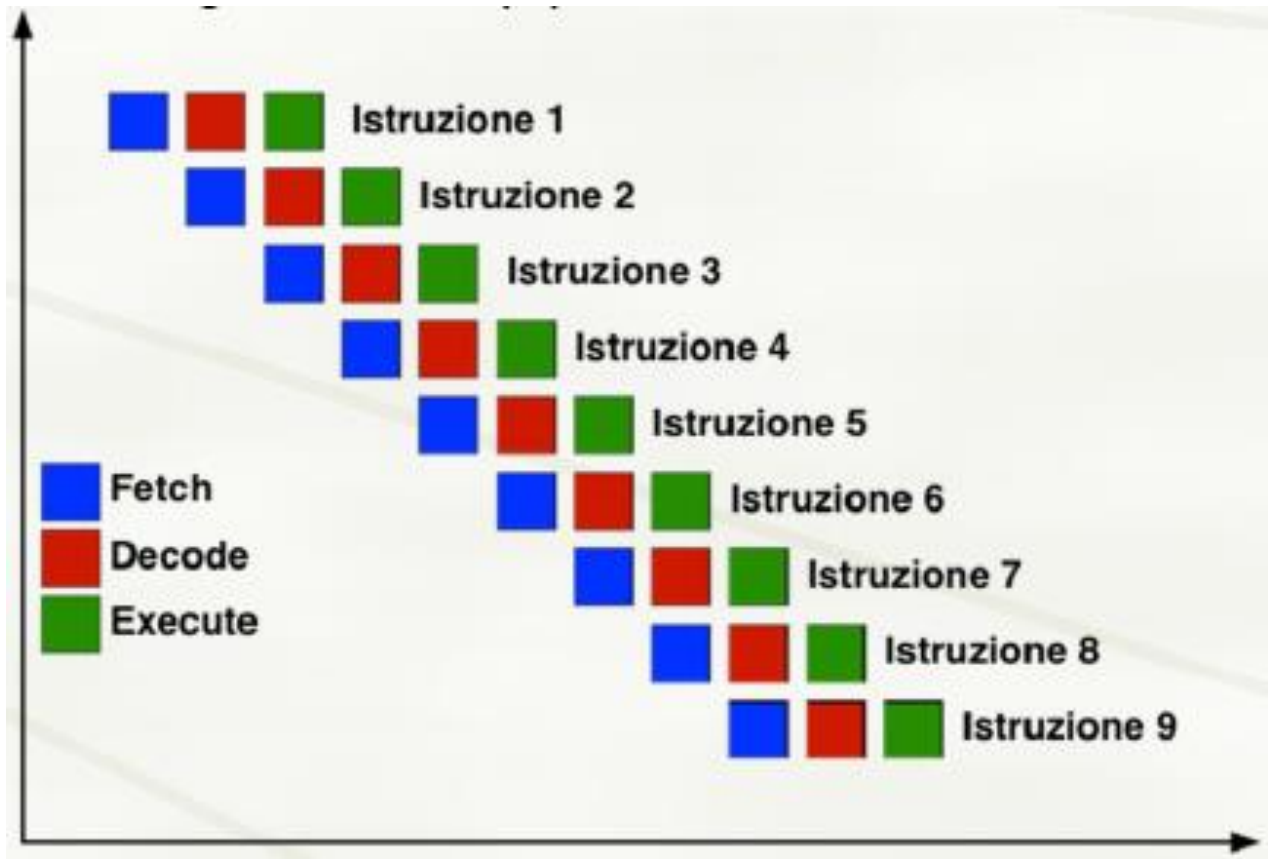 Istruzione 1
Istruzione 2
Istruzione 3
Istruzione 4
Istruzione 5
Istruzione 6
Istruzione 7
Istruzione 8
Istruzione 9
Fetch
Decode
Execute